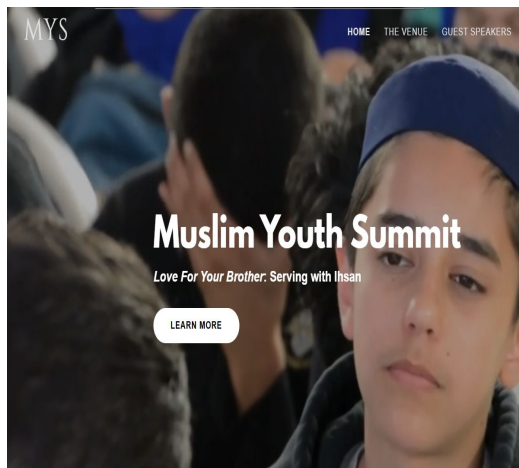 MYS
HOME THE VENUE GUEST SPEAKERS
Muslim Youth Summit
Love For Your Brother: Serving with Ihsan
LEARN MORE